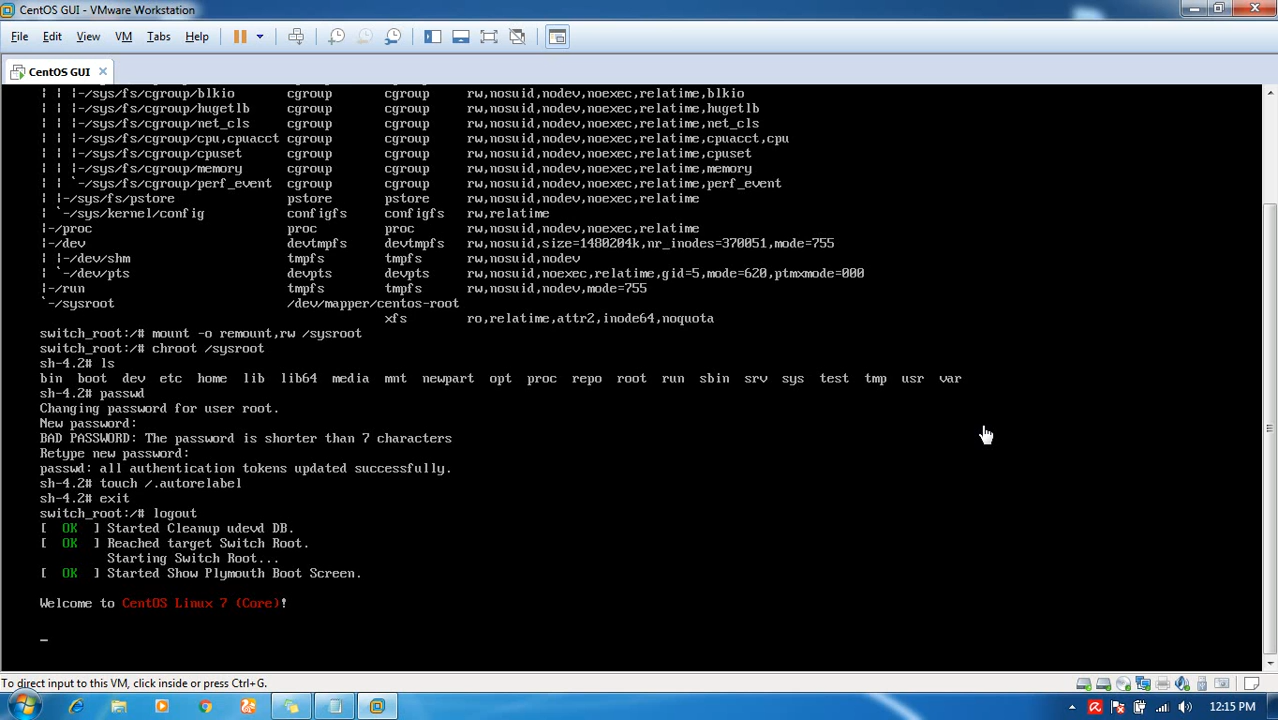 CentOS GUI - VMware Workstation
File Edit View VM Tabs Help
CentOS GUI
¦ ¦ ¦-/sys/fs/cgroup/blkio cgroup cgroup rw,nosuid,nodev,noexec,relatime,blkio
¦ ¦ ¦-/sys/fs/cgroup/hugetlb cgroup cgroup rw,nosuid,nodev,noexec,relatime,hugetlb
¦ ¦ ¦-/sys/fs/cgroup/net_cls cgroup cgroup rw,nosuid,nodev,noexec,relatime,net_cls
¦ ¦ ¦-/sys/fs/cgroup/cpu,cpuacct cgroup cgroup rw,nosuid,nodev,noexec,relatime,cpuacct,cpu
¦ ¦ ¦-/sys/fs/cgroup/cpuset cgroup cgroup rw,nosuid,nodev,noexec,relatime,cpuset
¦ ¦ ¦-/sys/fs/cgroup/memory cgroup cgroup rw,nosuid,nodev,noexec,relatime,memory
¦ ¦ `-/sys/fs/cgroup/perf_event cgroup cgroup rw,nosuid,nodev,noexec,relatime,perf_event
¦ ¦-/sys/fs/pstore pstore pstore rw,nosuid,nodev,noexec,relatime
¦ `-/sys/kernel/config configfs configfs rw,relatime
¦-/proc proc proc rw,nosuid,nodev,noexec,relatime
¦-/dev devtmpfs devtmpfs rw,nosuid,size=1480204k,nr_inodes=370051,mode=755
¦ ¦-/dev/shm tmpfs tmpfs rw,nosuid,nodev
¦ `-/dev/pts devpts devpts rw,nosuid,noexec,relatime,gid=5,mode=620,ptmxmode=000
¦-/run tmpfs tmpfs rw,nosuid,nodev,mode=755
`-/sysroot /dev/mapper/centos-root
xfs ro,relatime,attr2,inode64,noquota
switch_root:/# mount -o remount,rw /sysroot
switch_root:/# chroot /sysroot
sh-4.2# ls
bin boot dev etc home lib lib64 media mnt newpart opt proc repo root run sbin srv sys test tmp usr var
sh-4.2# passwd
Changing password for user root.
New password:
BAD PASSWORD: The password is shorter than 7 characters
Retype new password:
passwd: all authentication tokens updated successfully.
sh-4.2# touch /.autorelabel
sh-4.2# exit
switch_root:/# logout
[ OK ] Started Cleanup udevd DB.
[ OK ] Reached target Switch Root.
Starting Switch Root...
[ OK ] Started Show Plymouth Boot Screen.
Welcome to CentOS Linux 7 (Core)!
_
To direct input to this VM, click inside or press Ctrl+G.
12:15 PM